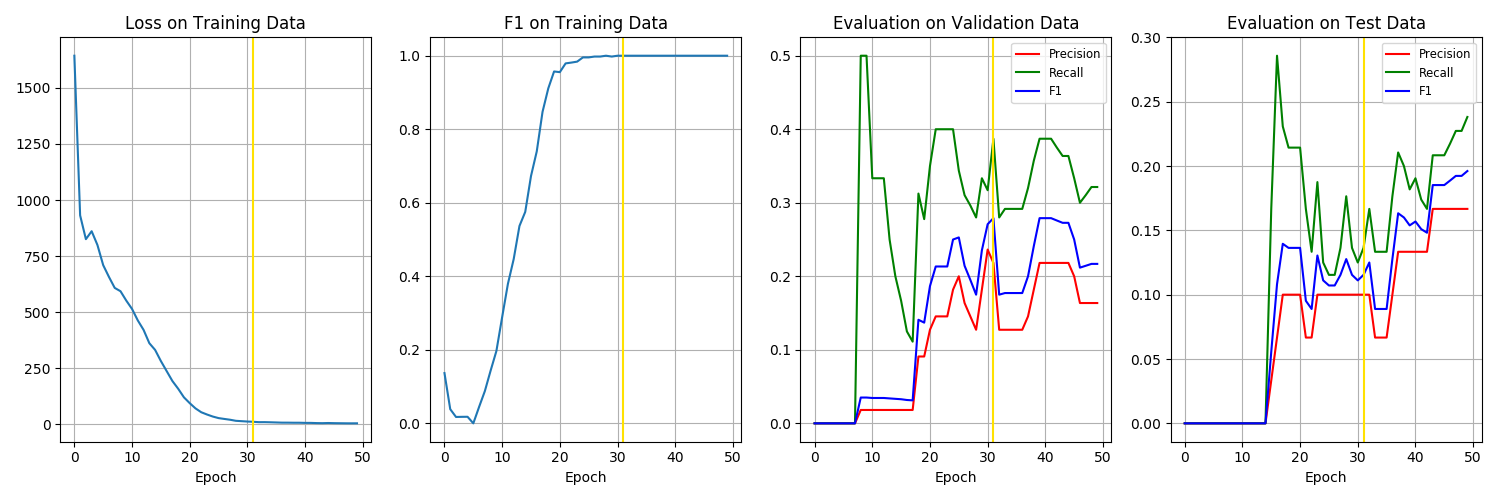 Loss on Training Data
1500
1250
1000
750
500
250
0
0 10 20 30 40 50
Epoch
F1 on Training Data
1.0
0.8
0.6
0.4
0.2
0.0
0 10 20 30 40 50
Epoch
Evaluation on Validation Data
Precision
Recall
F1
0.5
0.4
0.3
0.2
0.1
0.0
0 10 20 30 40 50
Epoch
Evaluation on Test Data
Precision
Recall
F1
0.30
0.25
0.20
0.15
0.10
0.05
0.00
0 10 20 30 40 50
Epoch